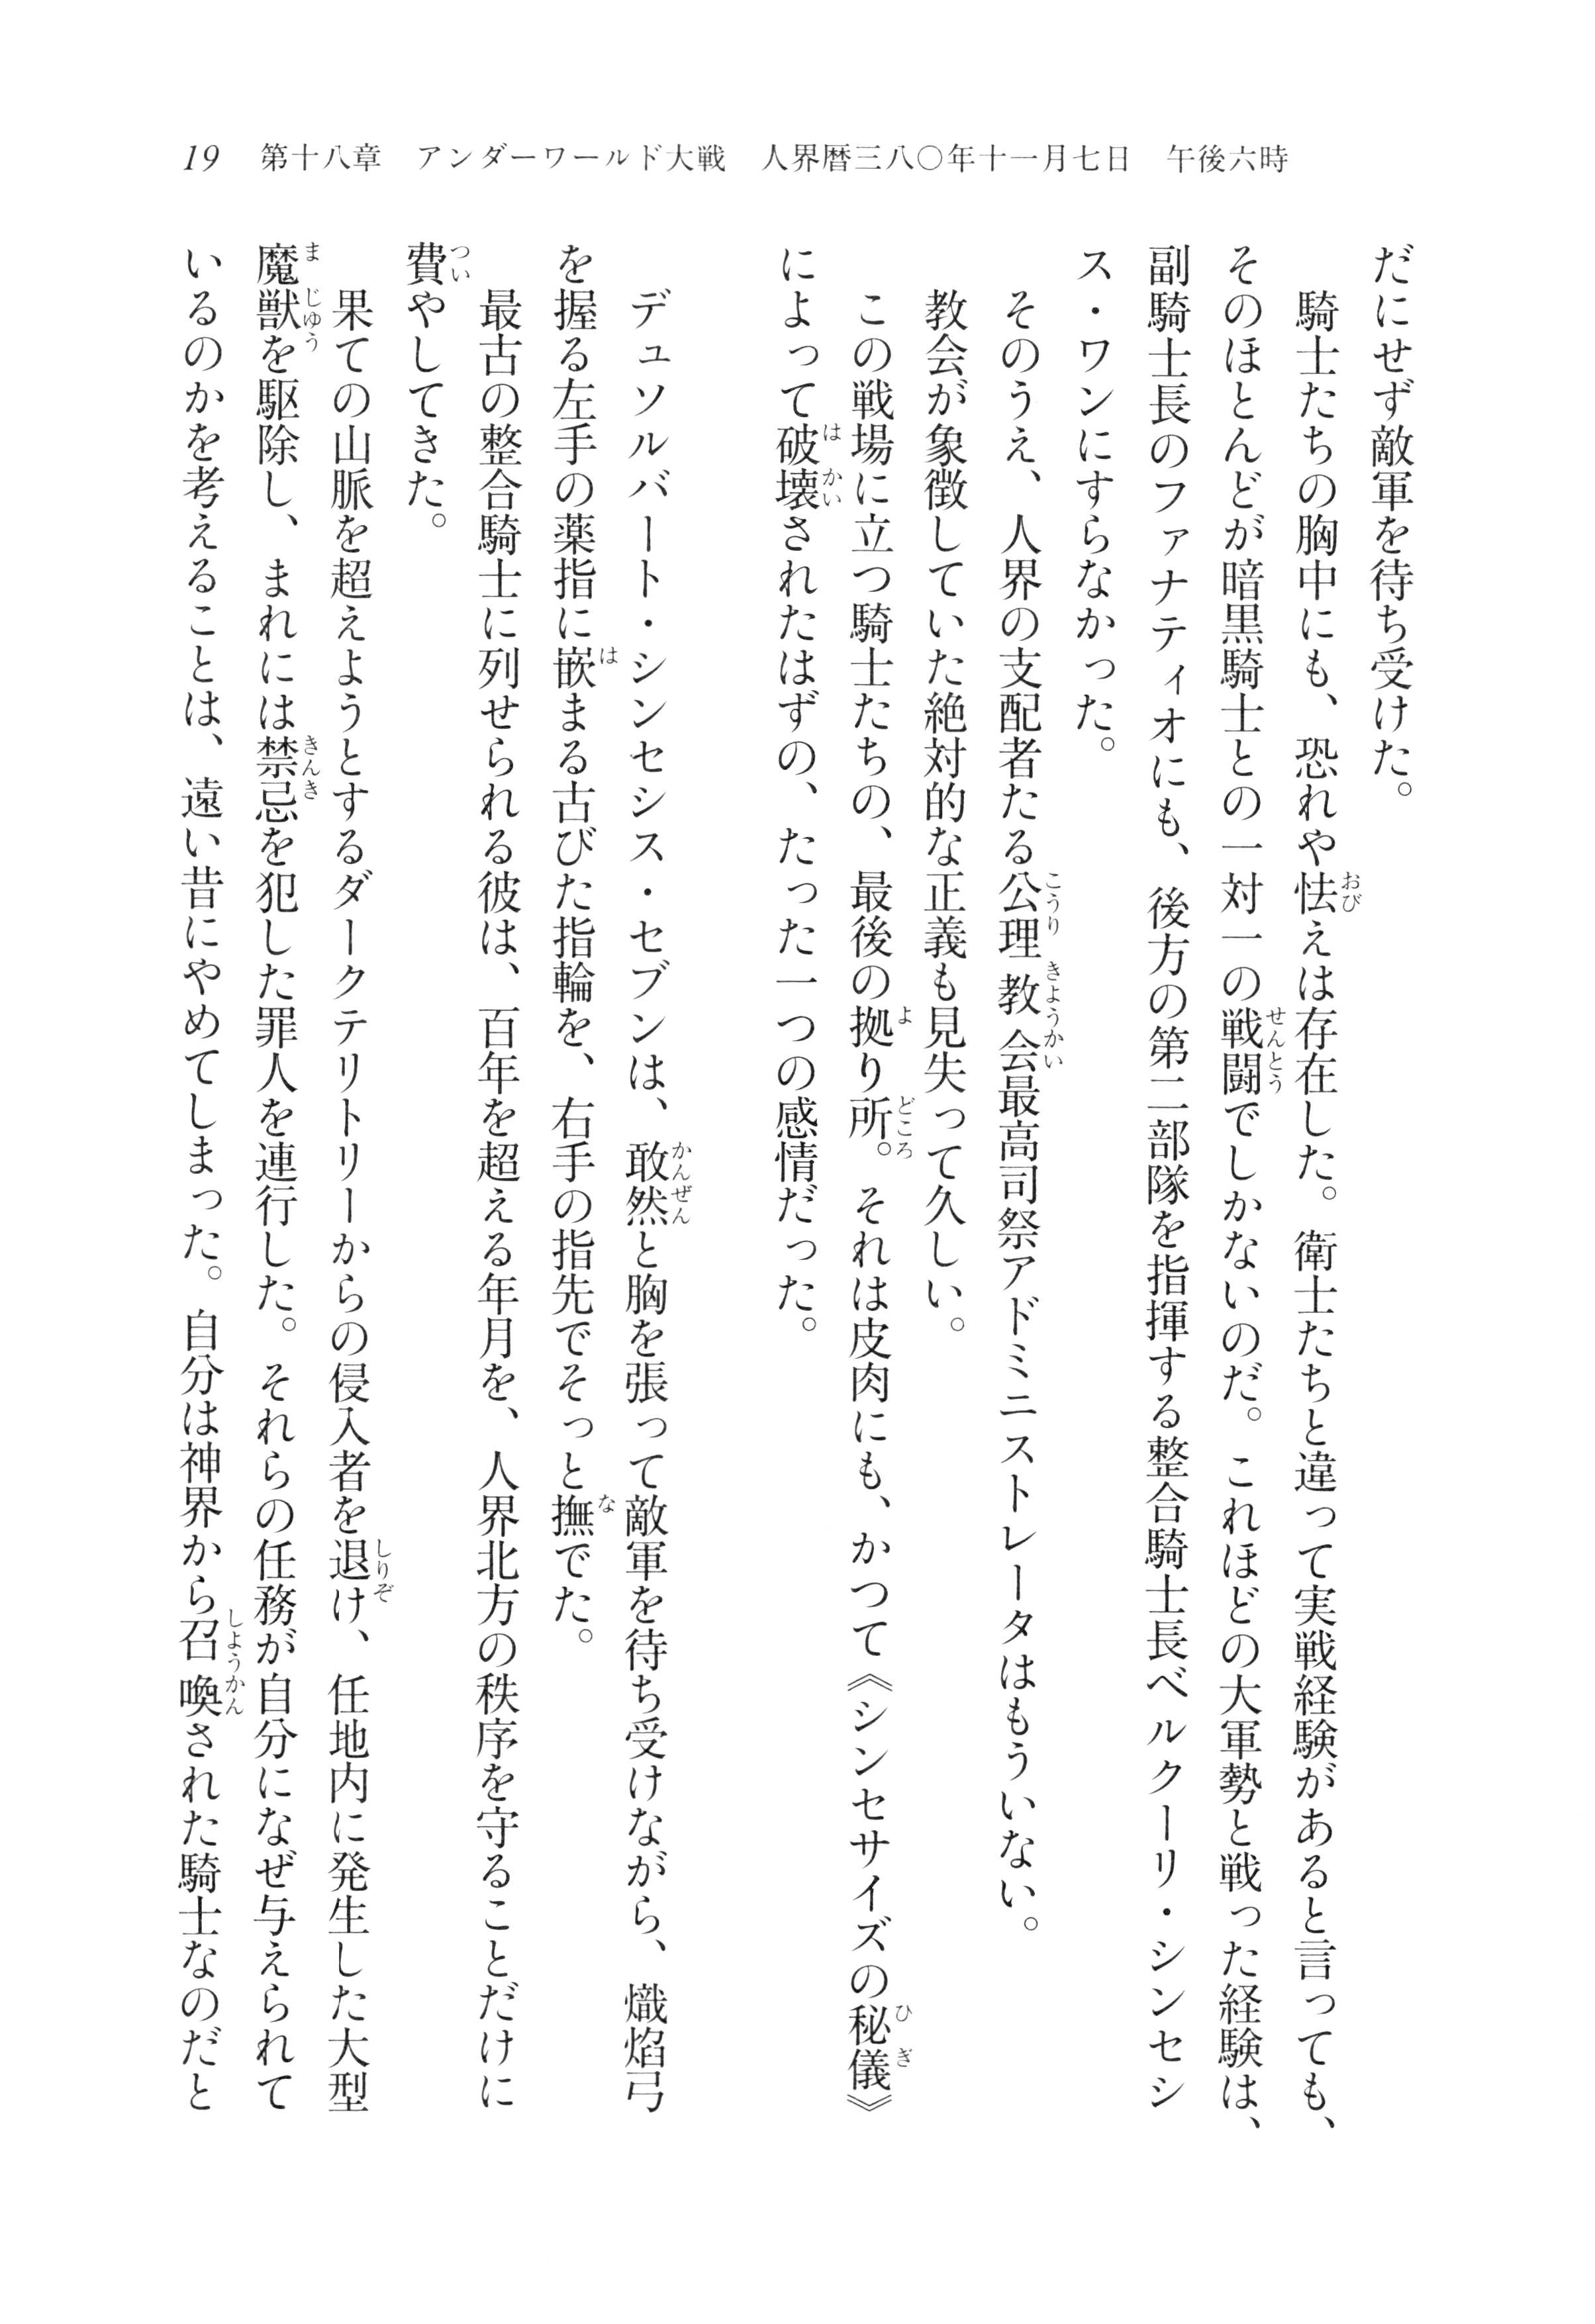 19 第十八章 アンダーワールド大戦 人界暦三八〇年十一月七日 午後六時
だにせず敵軍を待ち受けた。
騎士たちの胸中にも、恐れや怯えは存在した。衛士たちと違って実戦経験があると言っても、
そのほとんどが暗黒騎士との一対一の戦闘でしかないのだ。これほどの大軍勢と戦った経験は、
副騎士長のファナティオにも、後方の第二部隊を指揮する整合騎士長ベルクーリ・シンセシ
ス・ワンにすらなかった。
そのうえ、人界の支配者たる公理教会最高司祭アドミニストレータはもういない。
教会が象徴していた絶対的な正義も見失って久しい。
この戦場に立つ騎士たちの、最後の拠り所。それは皮肉にも、かつて《シンセサイズの秘儀》
によって破壊されたはずの、たった一つの感情だった。
デュソルバート・シンセシス・セブンは、敢然と胸を張って敵軍を待ち受けながら、熾焰弓
を握る左手の薬指に嵌まる古びた指輪を、右手の指先でそっと撫でた。
最古の整合騎士に列せられる彼は、百年を超える年月を、人界北方の秩序を守ることだけに
費やしてきた。
果ての山脈を超えようとするダークテリトリーからの侵入者を退け、任地内に発生した大型
魔獣を駆除し、まれには禁忌を犯した罪人を連行した。それらの任務が自分になぜ与えられて
いるのかを考えることは、遠い昔にやめてしまった。自分は神界から召喚された騎士なのだと